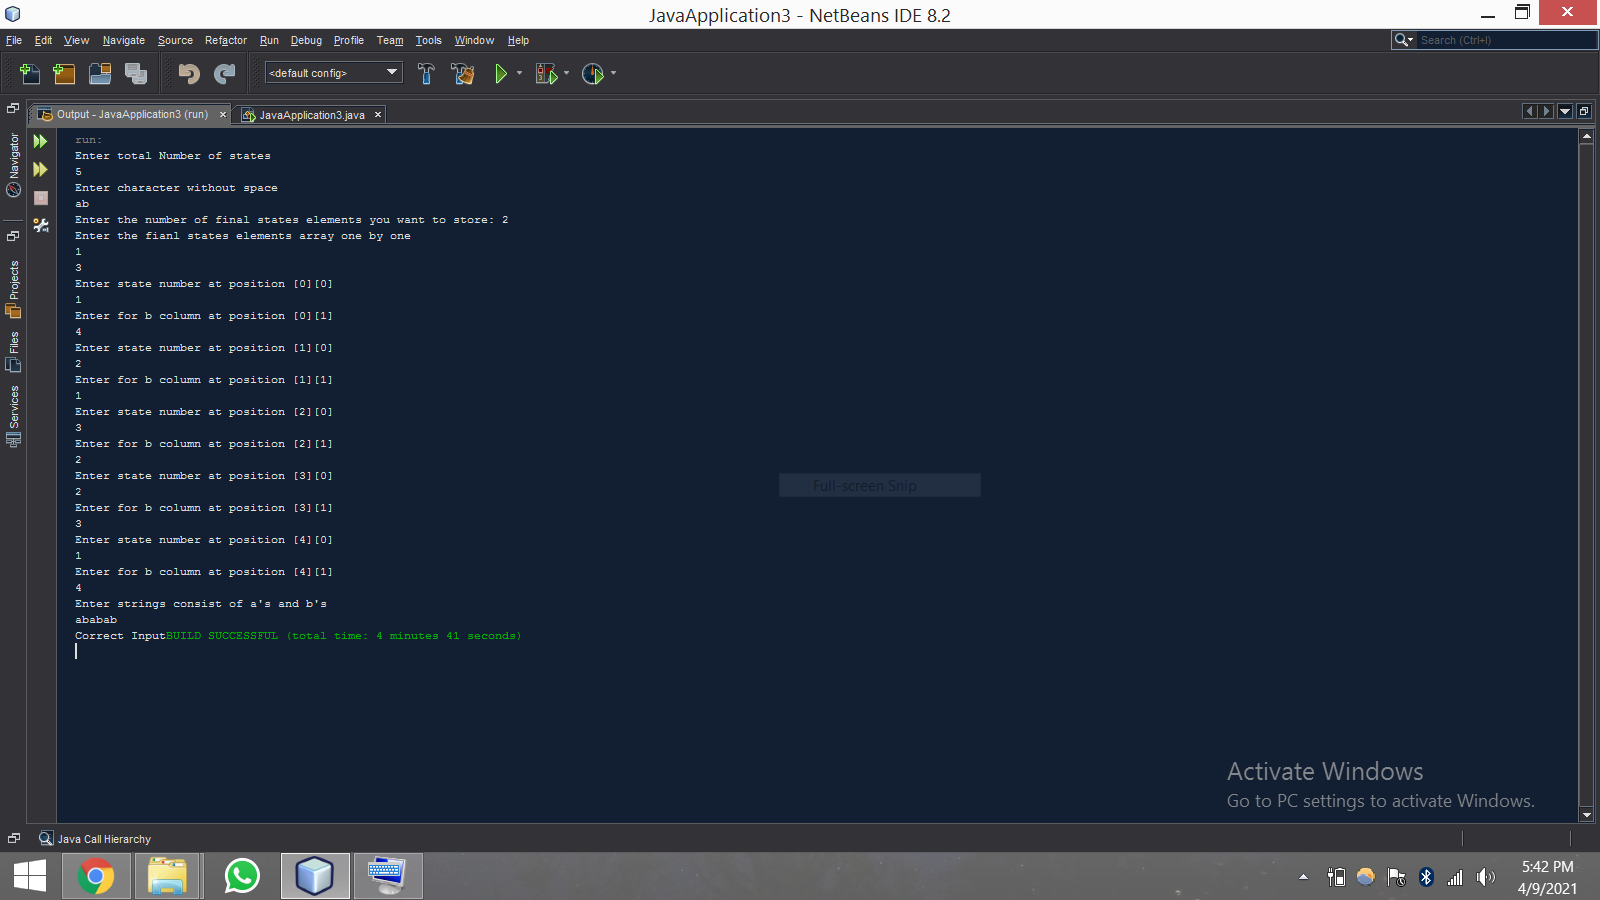 JavaApplication3 - NetBeans IDE 8.2
File Edit View Navigate Source Refactor Run Debug Profile Team Tools Window Help
Search (Ctrl+I)
<default config>
Output - JavaApplication3 (run) JavaApplication3.java
Navigator
Projects
Files
Services
run:
Enter total Number of states
5
Enter character without space
ab
Enter the number of final states elements you want to store: 2
Enter the fianl states elements array one by one
1
3
Enter state number at position [0][0]
1
Enter for b column at position [0][1]
4
Enter state number at position [1][0]
2
Enter for b column at position [1][1]
1
Enter state number at position [2][0]
3
Enter for b column at position [2][1]
2
Enter state number at position [3][0]
2
Enter for b column at position [3][1]
3
Enter state number at position [4][0]
1
Enter for b column at position [4][1]
4
Enter strings consist of a's and b's
ababab
Correct InputBUILD SUCCESSFUL (total time: 4 minutes 41 seconds)
Full-screen Snip
Activate Windows
Go to PC settings to activate Windows.
Java Call Hierarchy
5:42 PM
4/9/2021